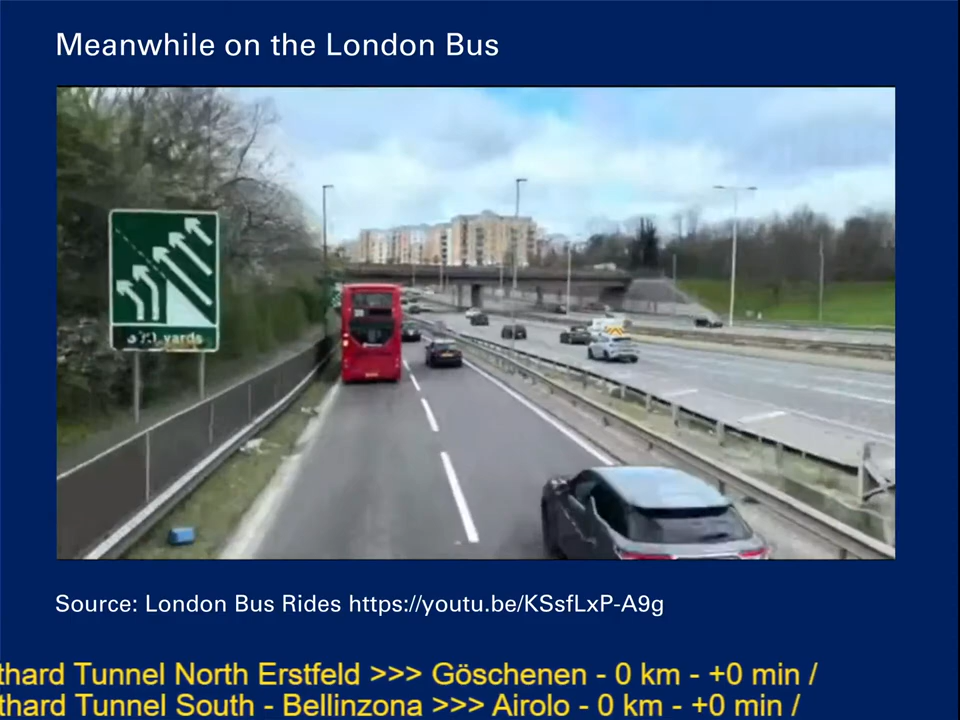 Meanwhile on the London Bus
yards
Source: London Bus Rides https://youtu.be/KSsfLxP-A9g
thard Tunnel North Erstfeld >>> Göschenen - 0 km - +0 min /
thard Tunnel South - Bellinzona >>> Airolo - 0 km - +0 min /